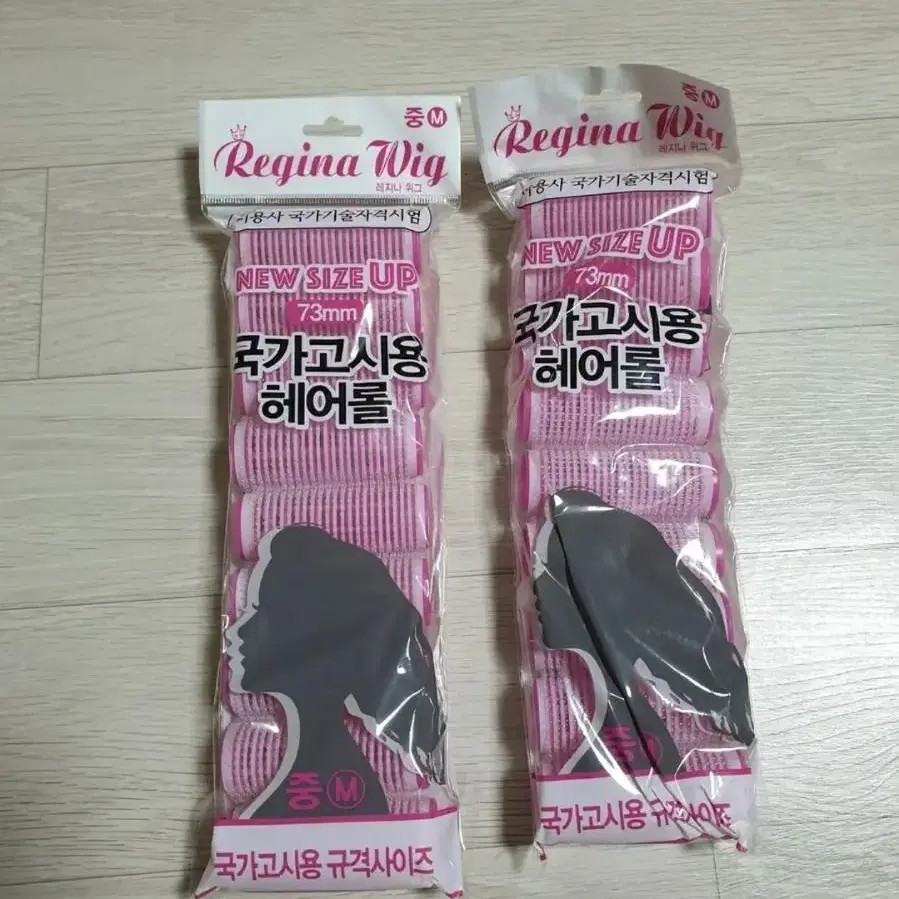 중 M
Regina Wig
레지나 위그
미용사 국가기술자격시험
NEW SIZE UP
73mm
국가고시용
헤어롤
중 M
국가고시용 규격사이즈
중 M
Regina Wig
레지나 위그
미용사 국가기술자격시험
NEW SIZE UP
73mm
국가고시용
헤어롤
중
국가고시용 규격사이즈